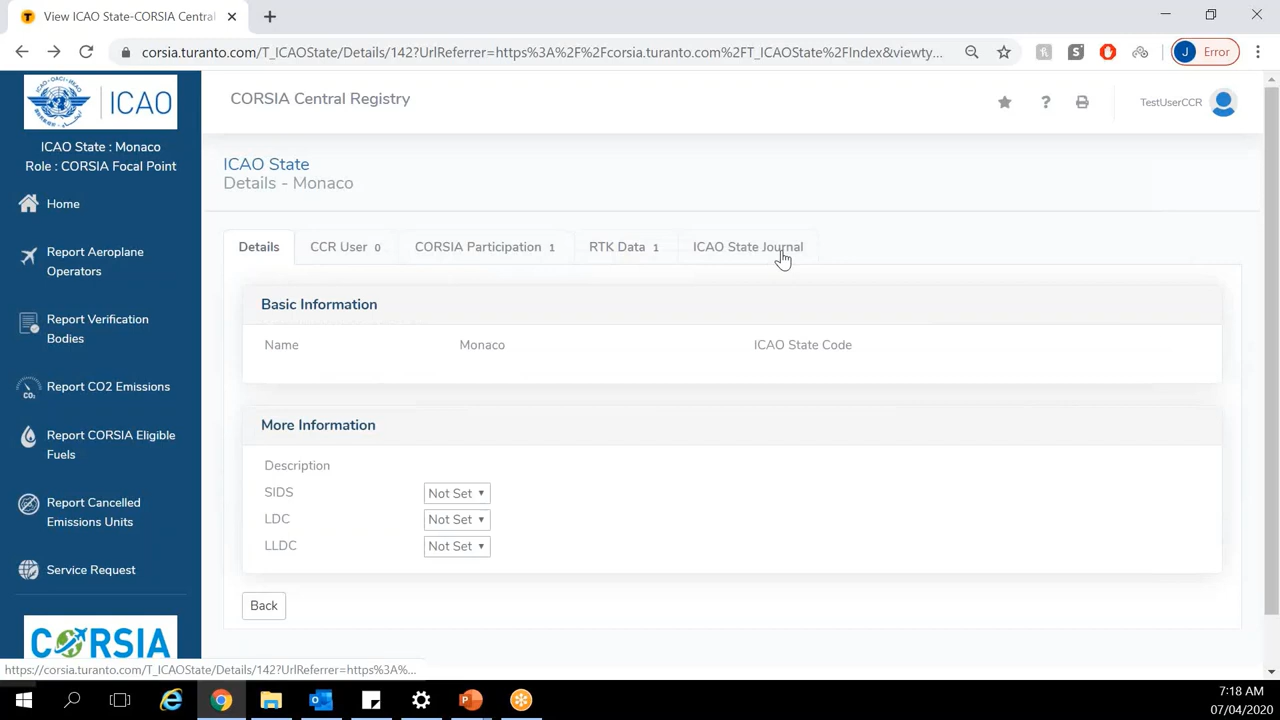 View ICAO State-CORSIA Central
corsia.turanto.com/T_ICAOState/Details/142?UrlReferrer=https%3A%2F%2Fcorsia.turanto.com%2FT_ICAOState%2FIndex&viewty...
J Error
ICAO
ICAO State : Monaco
Role : CORSIA Focal Point
Home
Report Aeroplane
Operators
Report Verification
Bodies
CO₂
Report CO2 Emissions
Report CORSIA Eligible
Fuels
Report Cancelled
Emissions Units
Service Request
CORSIA
CORSIA Central Registry
TestUserCCR
ICAO State
Details - Monaco
Details CCR User 0 CORSIA Participation 1 RTK Data 1 ICAO State Journal
Basic Information
Name Monaco ICAO State Code
More Information
Description
SIDS Not Set
LDC Not Set
LLDC Not Set
Back
https://corsia.turanto.com/T_ICAOState/Details/142?UrlReferrer=https%3A%...
7:18 AM
07/04/2020